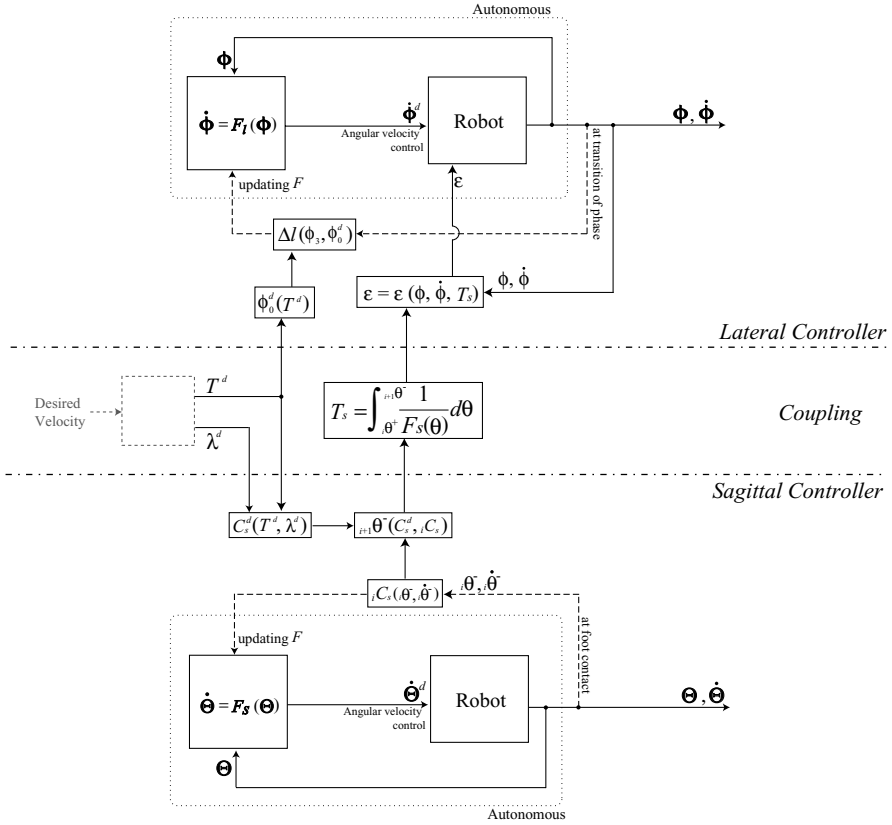 Autonomous
ϕ
ϕ̇ = F_l (ϕ)
ϕ̇^d
Angular velocity
control
Robot
ϕ, ϕ̇
at transition of phase
updating F
ε
Δl(ϕ_3, ϕ_0^d)
ϕ, ϕ̇
ϕ_0^d(T^d)
ε = ε (ϕ, ϕ̇, T_s)
Lateral Controller
Desired
Velocity
T^d
λ^d
T_s = ∫_{iθ^+}^{i+1θ^-} 1/F_s(θ) dθ
Coupling
Sagittal Controller
C_s^d(T^d, λ^d)
_{i+1}θ^-(C_s^d, _iC_s)
_iC_s(_iθ^-, _iθ̇^-)
_iθ^-, _iθ̇^-
at foot contact
updating F
Θ̇ = F_s (Θ)
Θ̇^d
Angular velocity
control
Robot
Θ, Θ̇
Θ
Autonomous